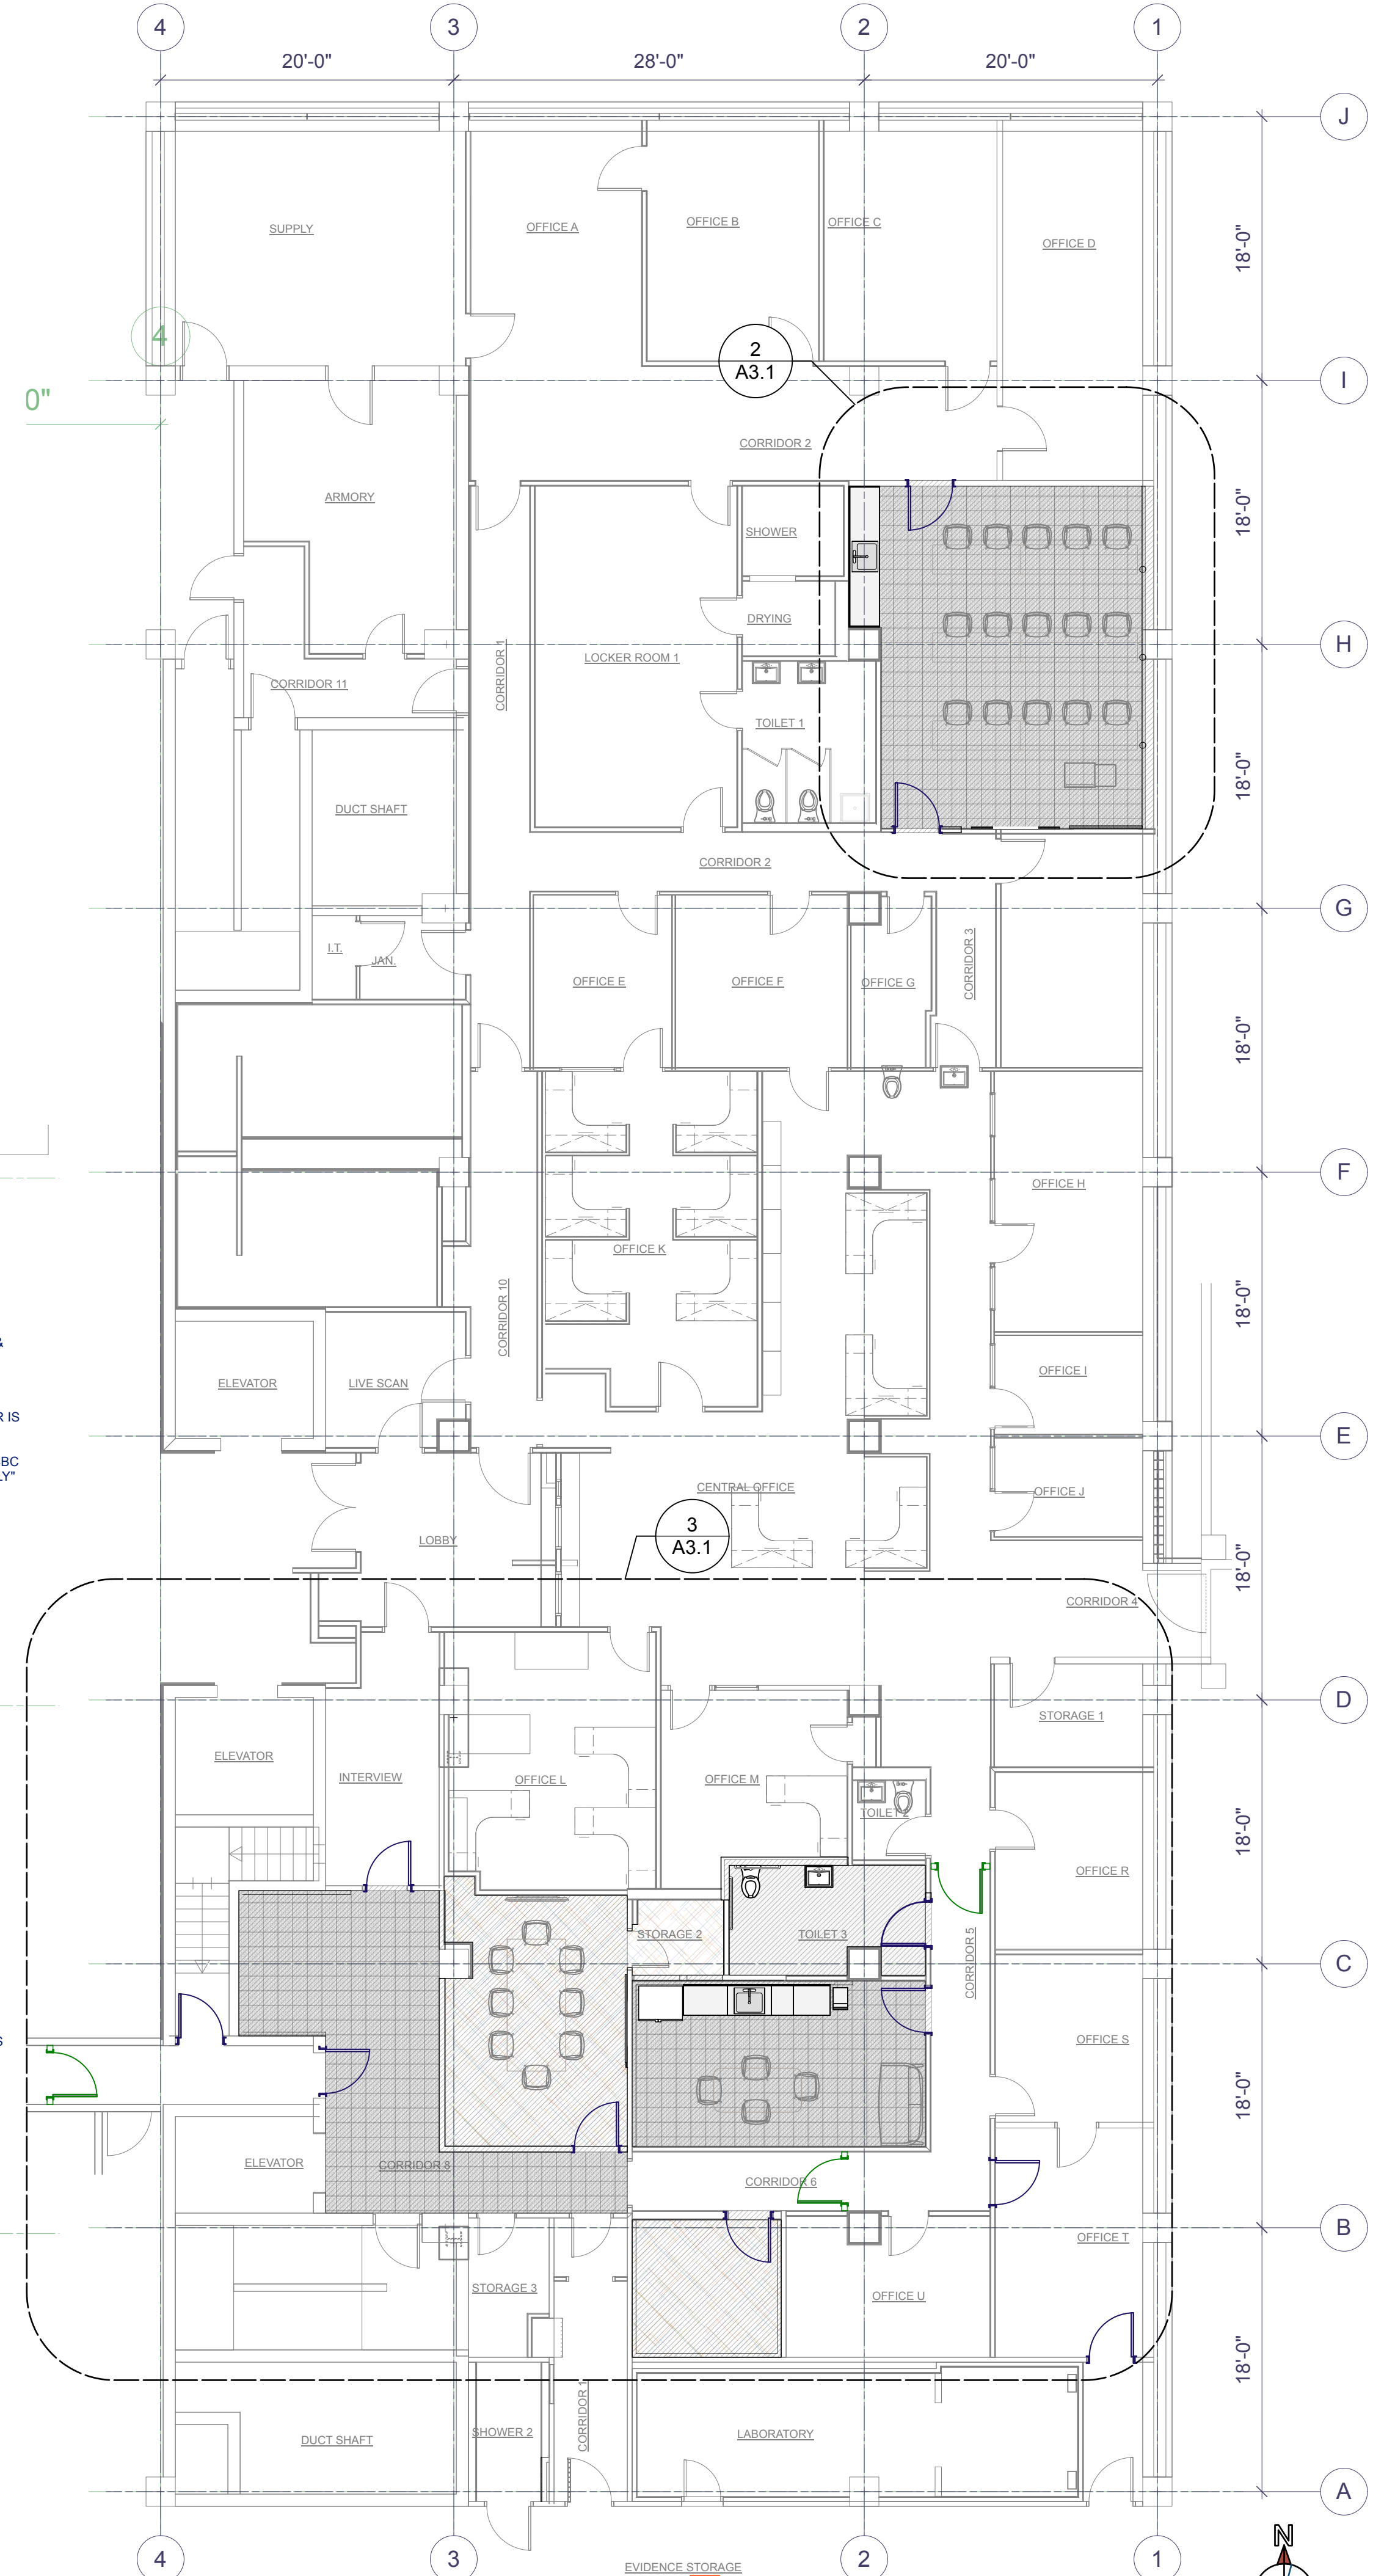 4
3
2
1
20'-0"
28'-0"
20'-0"
J
SUPPLY
OFFICE A
OFFICE B
OFFICE C
OFFICE D
18'-0"
4
2
A3.1
I
0"
CORRIDOR 2
ARMORY
18'-0"
SHOWER
DRYING
H
LOCKER ROOM 1
CORRIDOR 1
CORRIDOR 11
TOILET 1
18'-0"
DUCT SHAFT
CORRIDOR 2
G
I.T.
JAN.
OFFICE E
OFFICE F
OFFICE G
CORRIDOR 3
18'-0"
F
OFFICE H
OFFICE K
CORRIDOR 10
18'-0"
&
ELEVATOR
LIVE SCAN
OFFICE I
R IS
E
BC
LY"
CENTRAL OFFICE
OFFICE J
3
A3.1
LOBBY
18'-0"
CORRIDOR 4
D
STORAGE 1
ELEVATOR
INTERVIEW
OFFICE L
OFFICE M
TOILET 2
18'-0"
OFFICE R
STORAGE 2
TOILET 3
CORRIDOR 5
C
S
OFFICE S
18'-0"
ELEVATOR
CORRIDOR 8
CORRIDOR 6
B
OFFICE T
STORAGE 3
OFFICE U
18'-0"
SHOWER 2
CORRIDOR 1
LABORATORY
DUCT SHAFT
A
N
4
3
2
1
EVIDENCE STORAGE